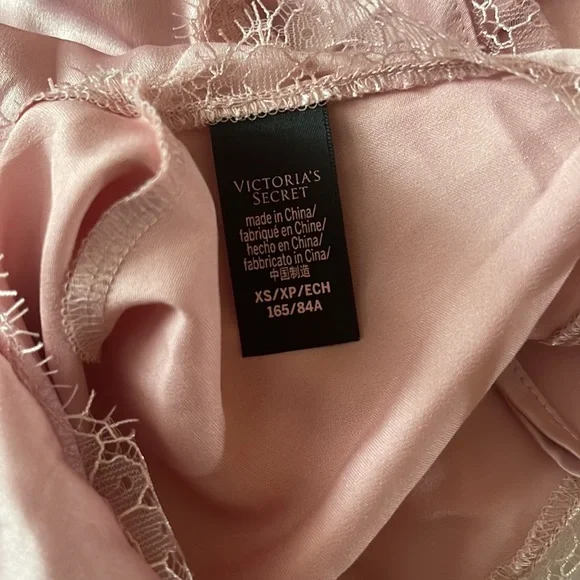 VICTORIA'S
SECRET
made in China/
fabriqué en Chine/
hecho en China/
fabbricato in Cina/
中国制造
XS/XP/ECH
165/84A